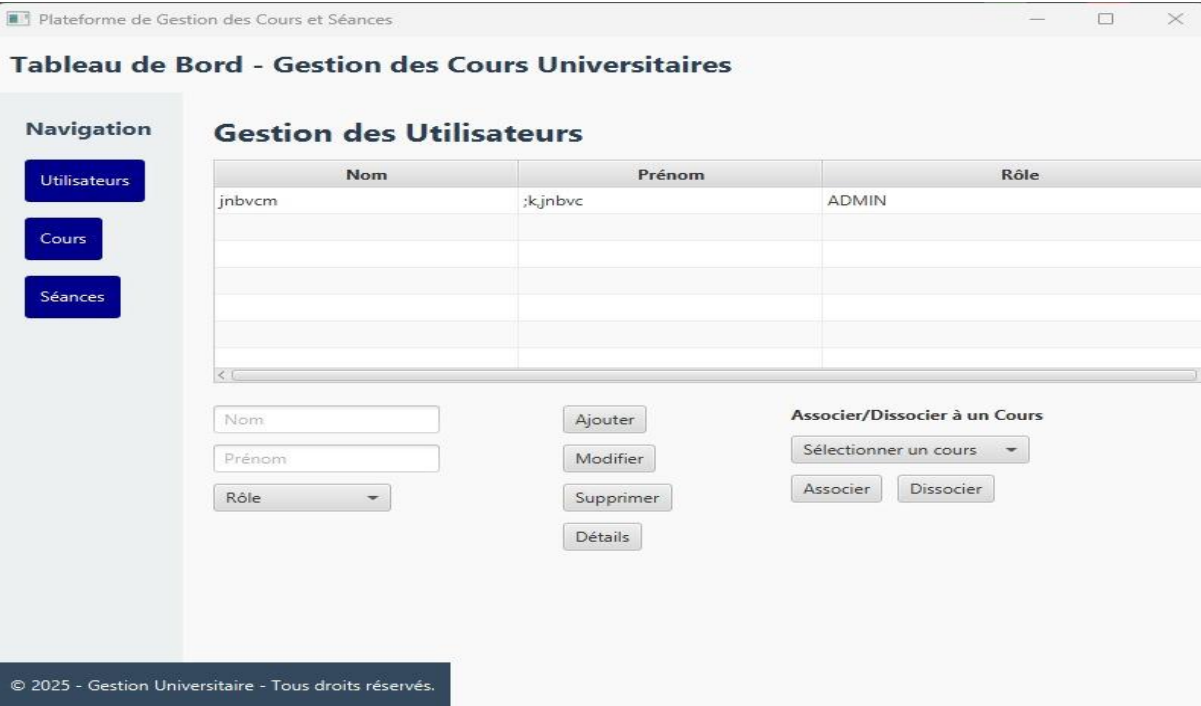 Plateforme de Gestion des Cours et Séances
Tableau de Bord - Gestion des Cours Universitaires
Navigation
Utilisateurs
Cours
Séances
Gestion des Utilisateurs
Nom Prénom Rôle
jnbvcm ;k,jnbvc ADMIN
Nom
Prénom
Rôle
Ajouter
Modifier
Supprimer
Détails
Associer/Dissocier à un Cours
Sélectionner un cours
Associer Dissocier
© 2025 - Gestion Universitaire - Tous droits réservés.